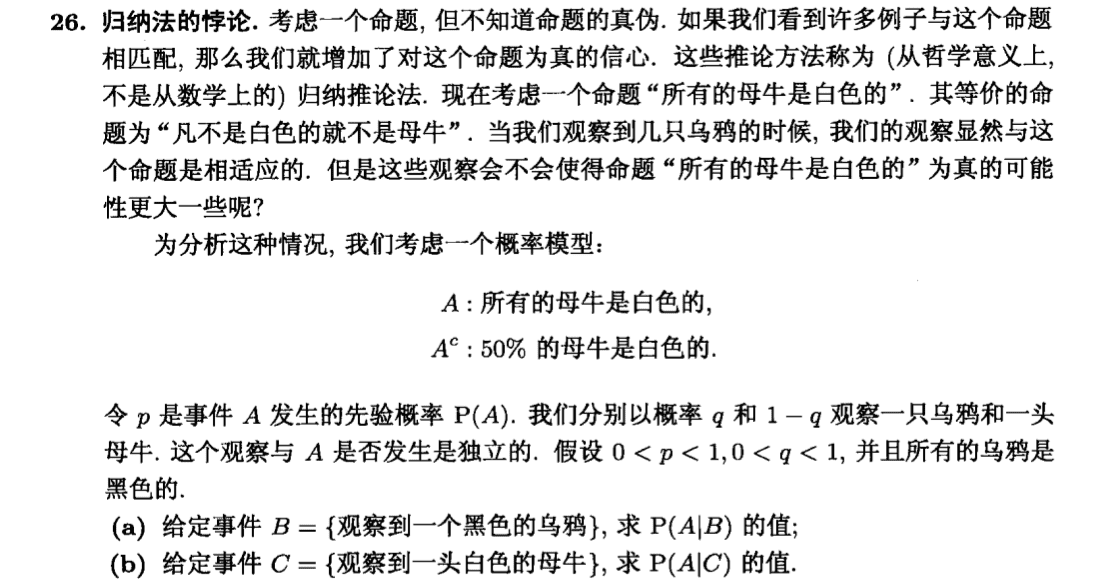 26. 归纳法的悖论. 考虑一个命题, 但不知道命题的真伪. 如果我们看到许多例子与这个命题
相匹配, 那么我们就增加了对这个命题为真的信心. 这些推论方法称为 (从哲学意义上,
不是从数学上的) 归纳推论法. 现在考虑一个命题“所有的母牛是白色的”. 其等价的命
题为“凡不是白色的就不是母牛”. 当我们观察到几只乌鸦的时候, 我们的观察显然与这
个命题是相适应的. 但是这些观察会不会使得命题“所有的母牛是白色的”为真的可能
性更大一些呢?
为分析这种情况, 我们考虑一个概率模型:
A : 所有的母牛是白色的,
Aᶜ : 50% 的母牛是白色的.
令 p 是事件 A 发生的先验概率 P(A). 我们分别以概率 q 和 1 − q 观察一只乌鸦和一头
母牛. 这个观察与 A 是否发生是独立的. 假设 0 < p < 1, 0 < q < 1, 并且所有的乌鸦是
黑色的.
(a) 给定事件 B = {观察到一个黑色的乌鸦}, 求 P(A|B) 的值;
(b) 给定事件 C = {观察到一头白色的母牛}, 求 P(A|C) 的值.